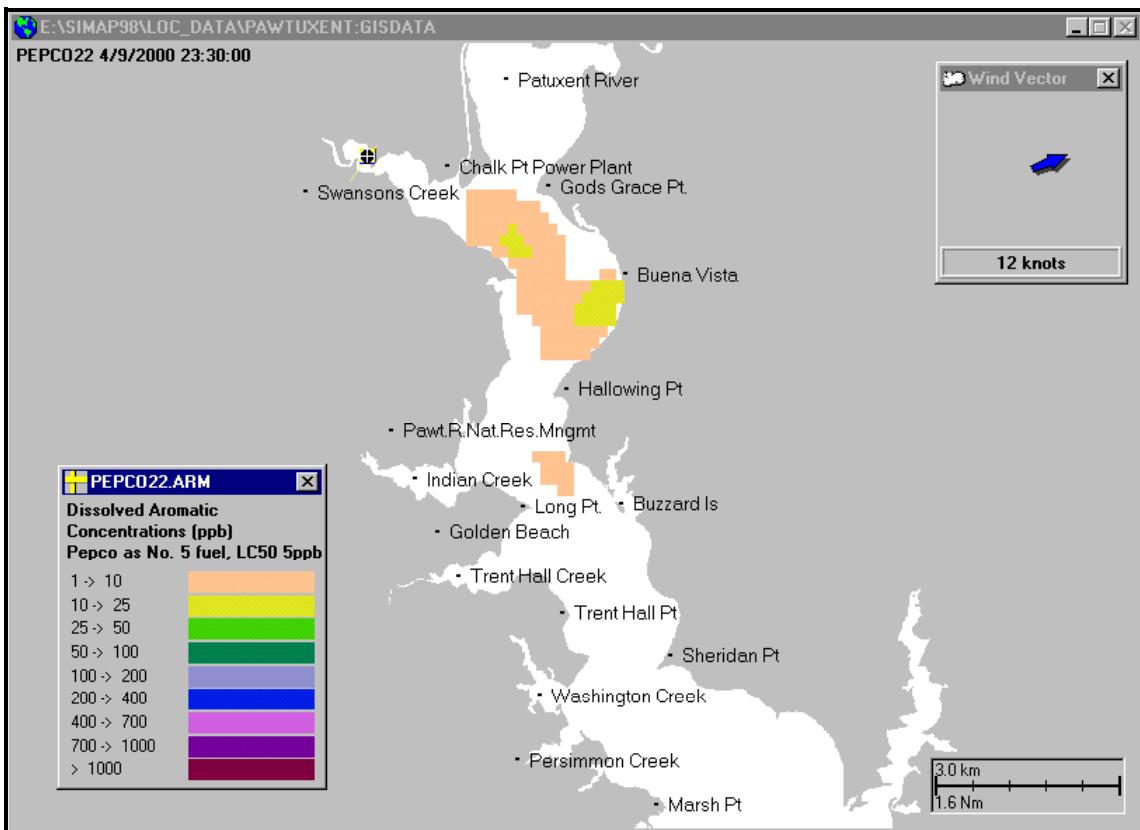 E:\SIMAP98\LOC_DATA\PAWTUXENT:GISDATA
PEPCO22 4/9/2000 23:30:00
Patuxent River
Wind Vector
12 knots
Chalk Pt Power Plant
Gods Grace Pt.
Swansons Creek
Buena Vista
Hallowing Pt
Pawt.R.Nat.Res.Mngmt
Indian Creek
Long Pt.
Buzzard Is
Golden Beach
Trent Hall Creek
Trent Hall Pt
Sheridan Pt
Washington Creek
Persimmon Creek
Marsh Pt
PEPCO22.ARM
Dissolved Aromatic
Concentrations (ppb)
Pepco as No. 5 fuel, LC50 5ppb
1 -> 10
10 -> 25
25 -> 50
50 -> 100
100 -> 200
200 -> 400
400 -> 700
700 -> 1000
> 1000
3.0 km
1.6 Nm